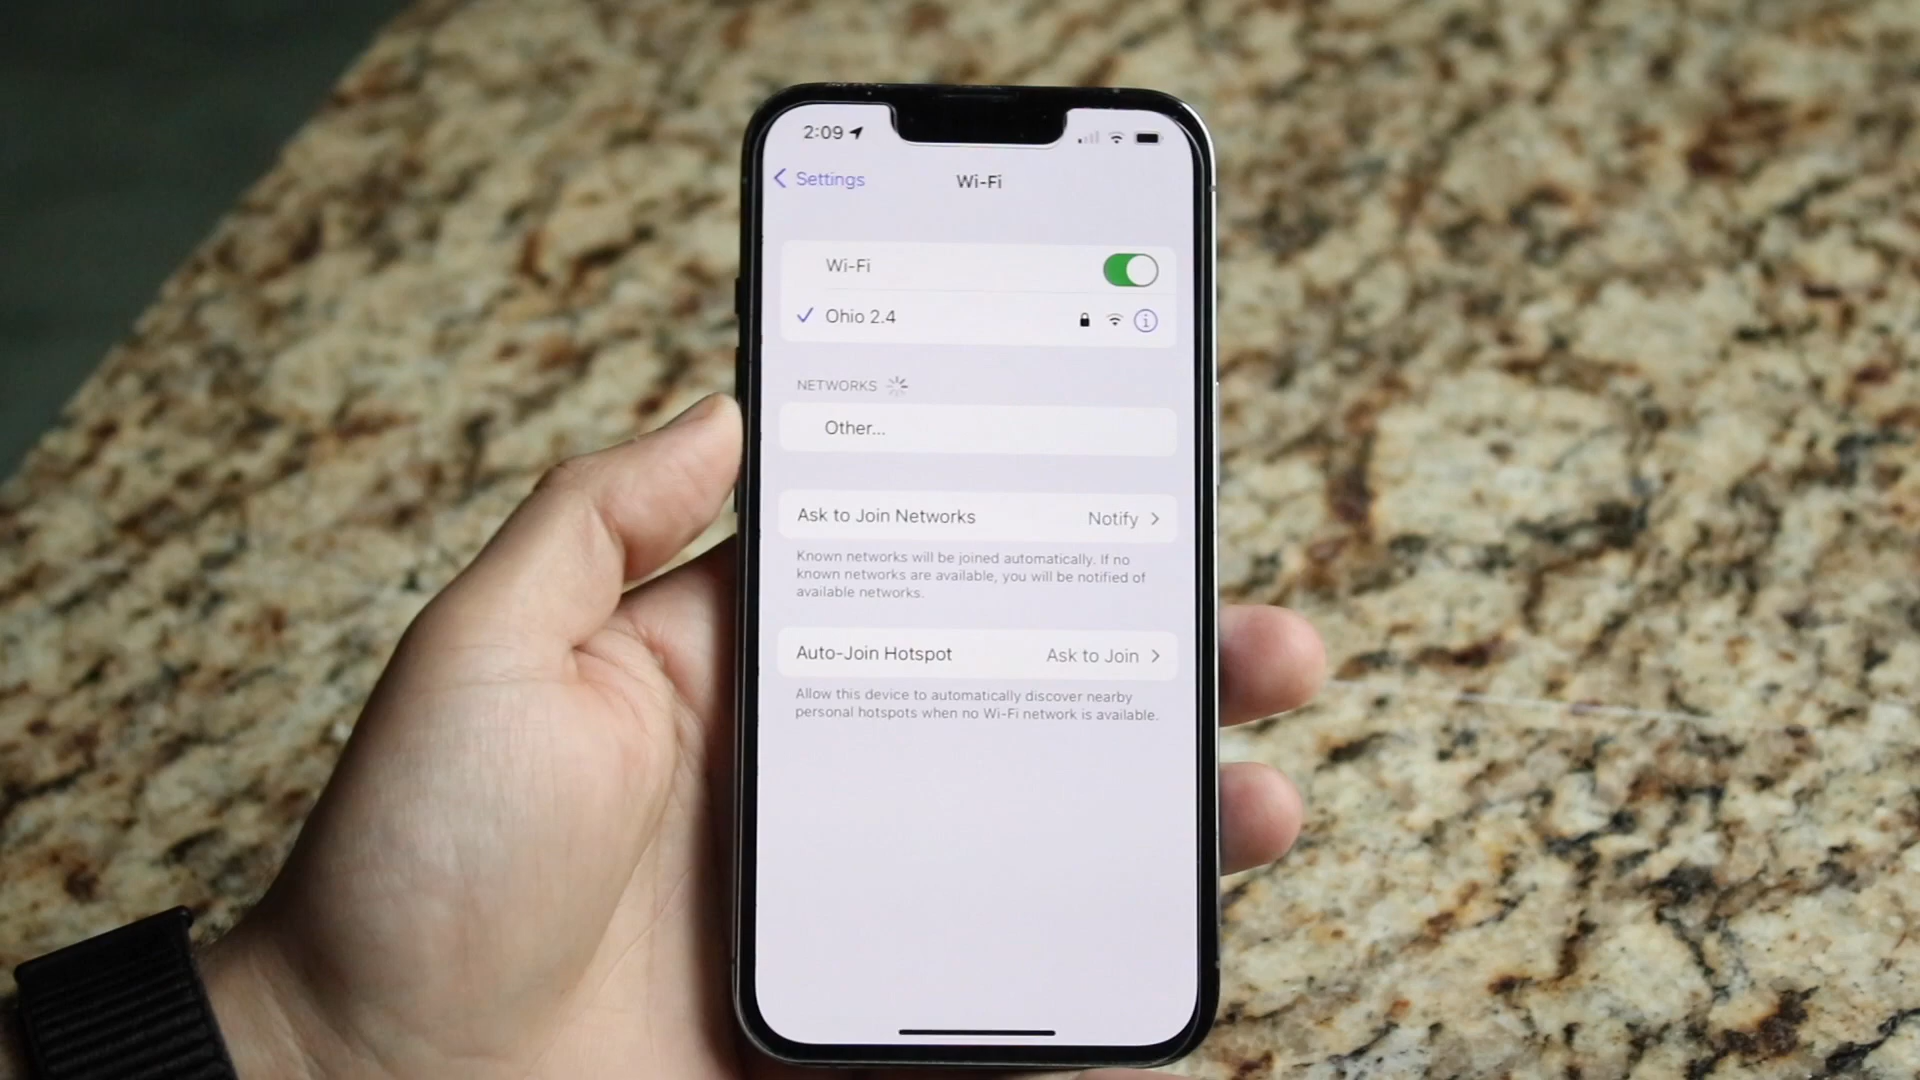 2:09
Settings
Wi-Fi
Wi-Fi
Ohio 2.4
NETWORKS
Other...
Ask to Join Networks Notify
Known networks will be joined automatically. If no
known networks are available, you will be notified of
available networks.
Auto-Join Hotspot Ask to Join
Allow this device to automatically discover nearby
personal hotspots when no Wi-Fi network is available.